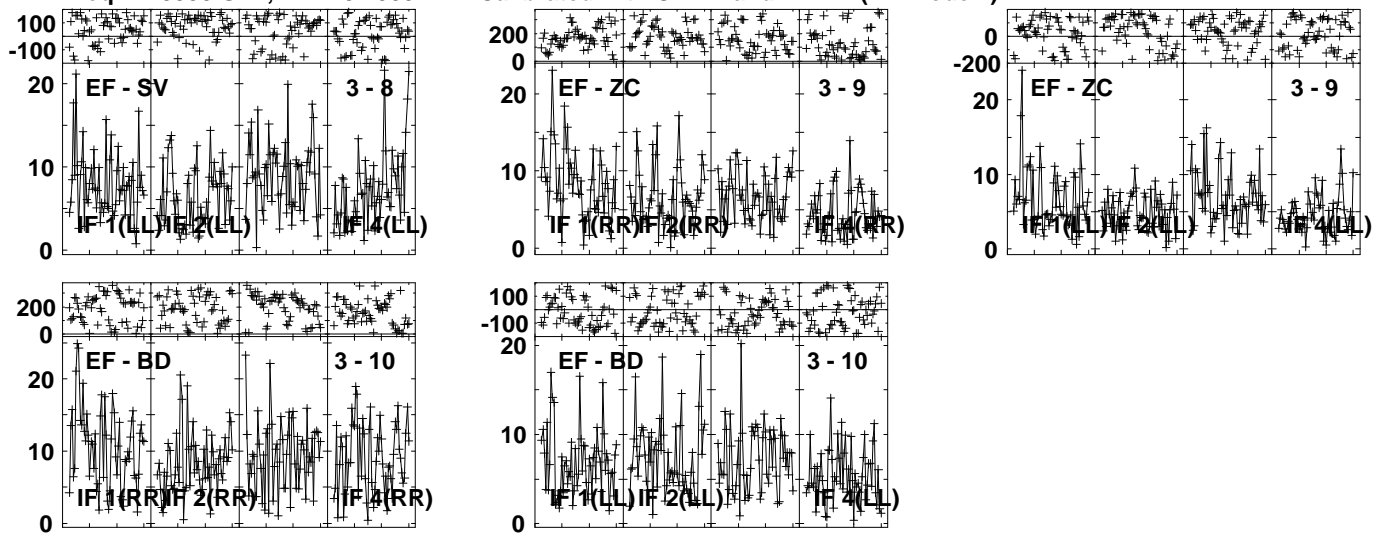 100
-100
20
10
0
EF - SV
3 - 8
IF 1(LL)
IF 2(LL)
IF 4(LL)
200
0
20
10
0
EF - ZC
3 - 9
IF 1(RR)
IF 2(RR)
IF 4(RR)
0
-200
20
10
0
EF - ZC
3 - 9
IF 1(LL)
IF 2(LL)
IF 4(LL)
200
0
20
10
0
EF - BD
3 - 10
IF 1(RR)
IF 2(RR)
IF 4(RR)
100
-100
20
10
0
EF - BD
3 - 10
IF 1(LL)
IF 2(LL)
IF 4(LL)